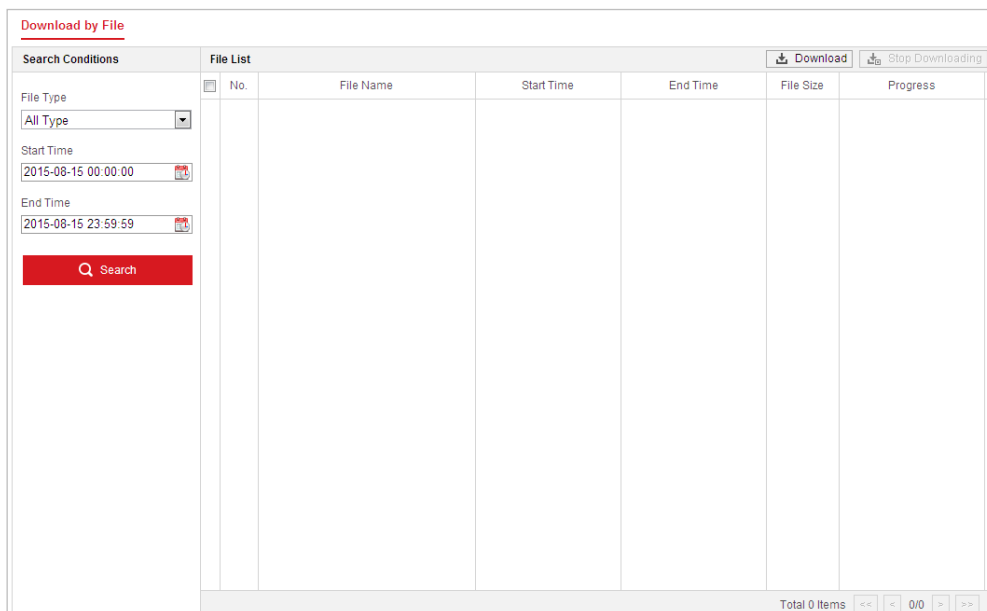 Download by File
Search Conditions
File List
Download
Stop Downloading
No.
File Name
Start Time
End Time
File Size
Progress
File Type
All Type
Start Time
2015-08-15 00:00:00
End Time
2015-08-15 23:59:59
Search
Total 0 Items << < 0/0 > >>